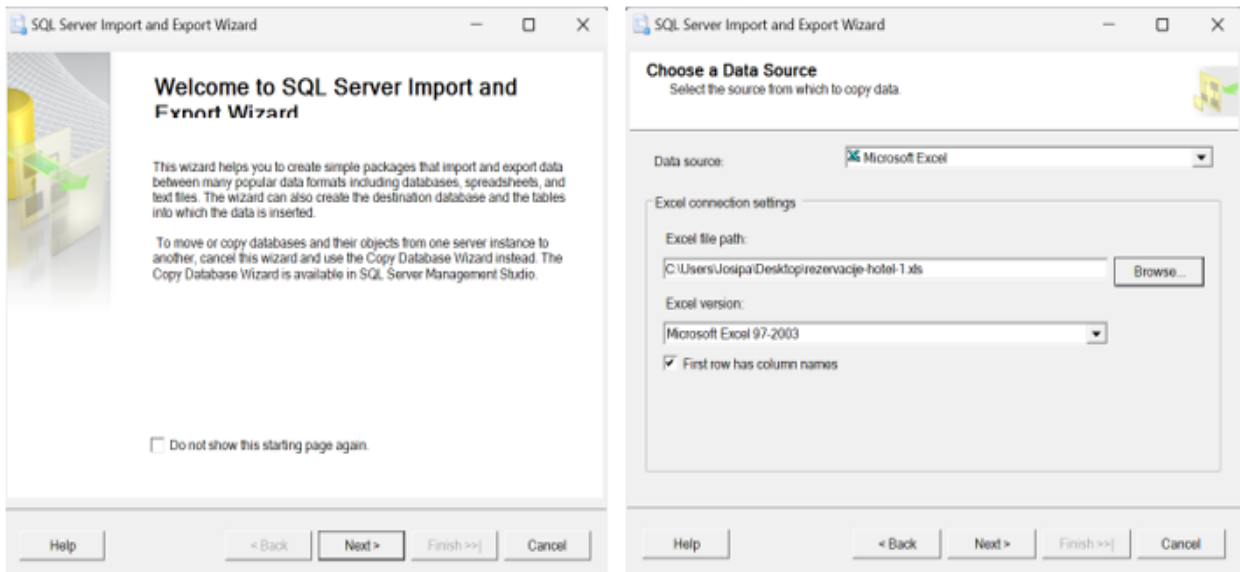 SQL Server Import and Export Wizard
Welcome to SQL Server Import and
Export Wizard
This wizard helps you to create simple packages that import and export data
between many popular data formats including databases, spreadsheets, and
text files. The wizard can also create the destination database and the tables
into which the data is inserted.
To move or copy databases and their objects from one server instance to
another, cancel this wizard and use the Copy Database Wizard instead. The
Copy Database Wizard is available in SQL Server Management Studio.
Do not show this starting page again.
Help
< Back
Next >
Finish >>|
Cancel
SQL Server Import and Export Wizard
Choose a Data Source
Select the source from which to copy data.
Data source:
Microsoft Excel
Excel connection settings
Excel file path:
C:\Users\Josipa\Desktop\rezervacije-hotel-1.xls
Browse...
Excel version:
Microsoft Excel 97-2003
First row has column names
Help
< Back
Next >
Finish >>|
Cancel